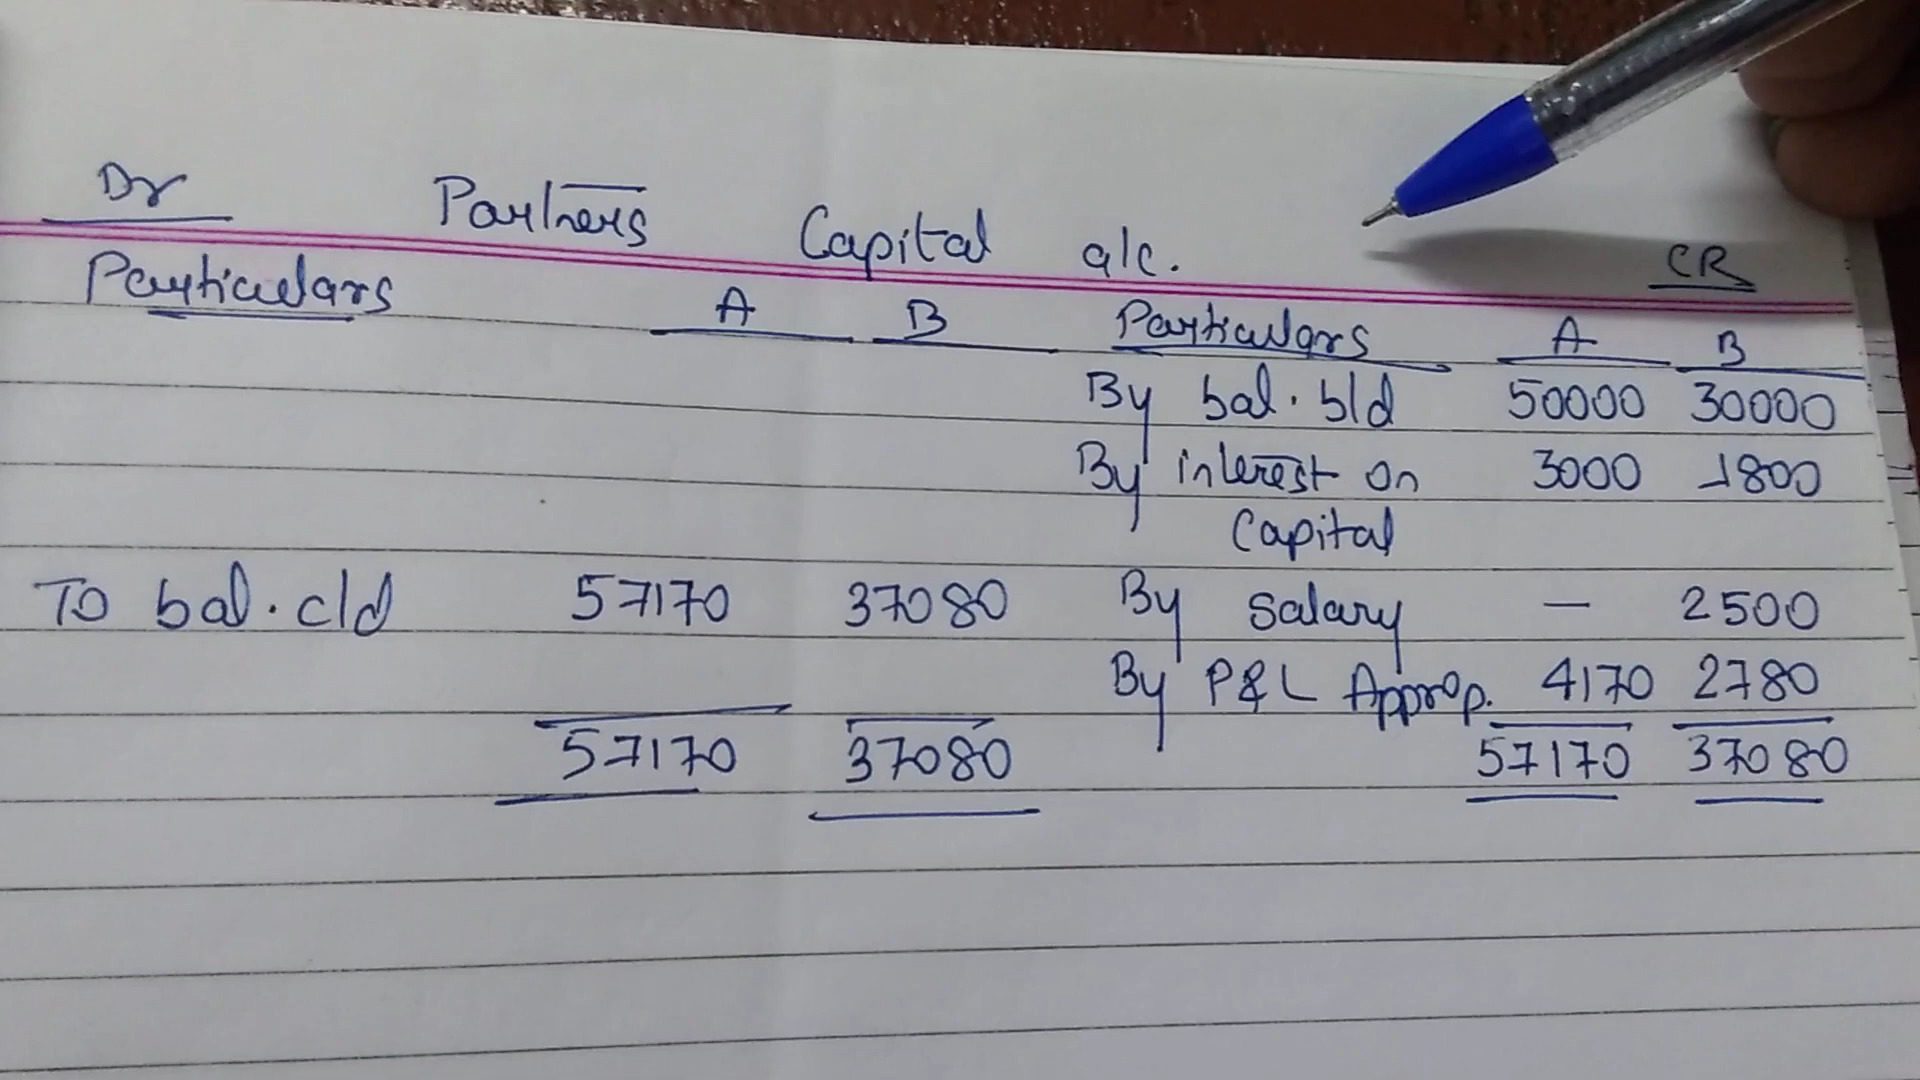 Dr Partners Capital a/c. CR
Particulars A B Particulars A B
By bal. b/d 50000 30000
By interest on 3000 1800
Capital
To bal. c/d 57170 37080 By Salary — 2500
By P&L Approp. 4170 2780
57170 37080 57170 37080